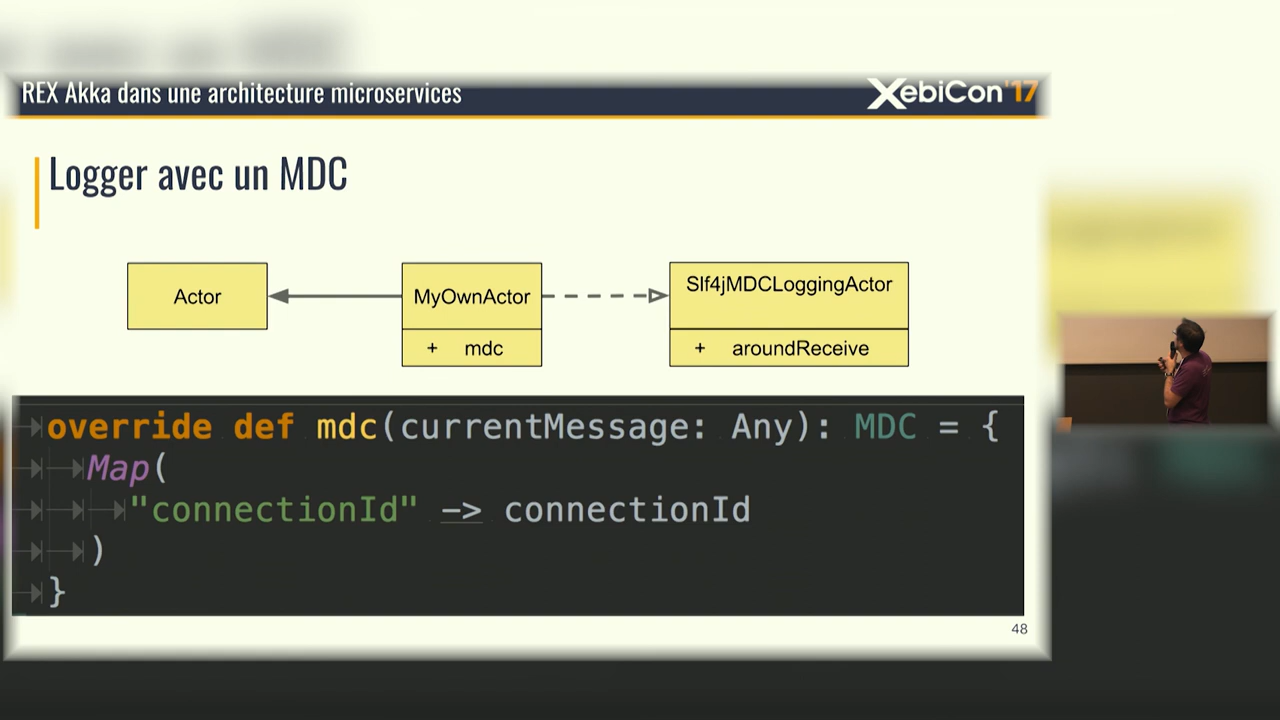 REX Akka dans une architecture microservices
XebiCon'17
Logger avec un MDC
Actor
MyOwnActor
+ mdc
Slf4jMDCLoggingActor
+ aroundReceive
override def mdc(currentMessage: Any): MDC = {
Map(
"connectionId" -> connectionId
)
}
48